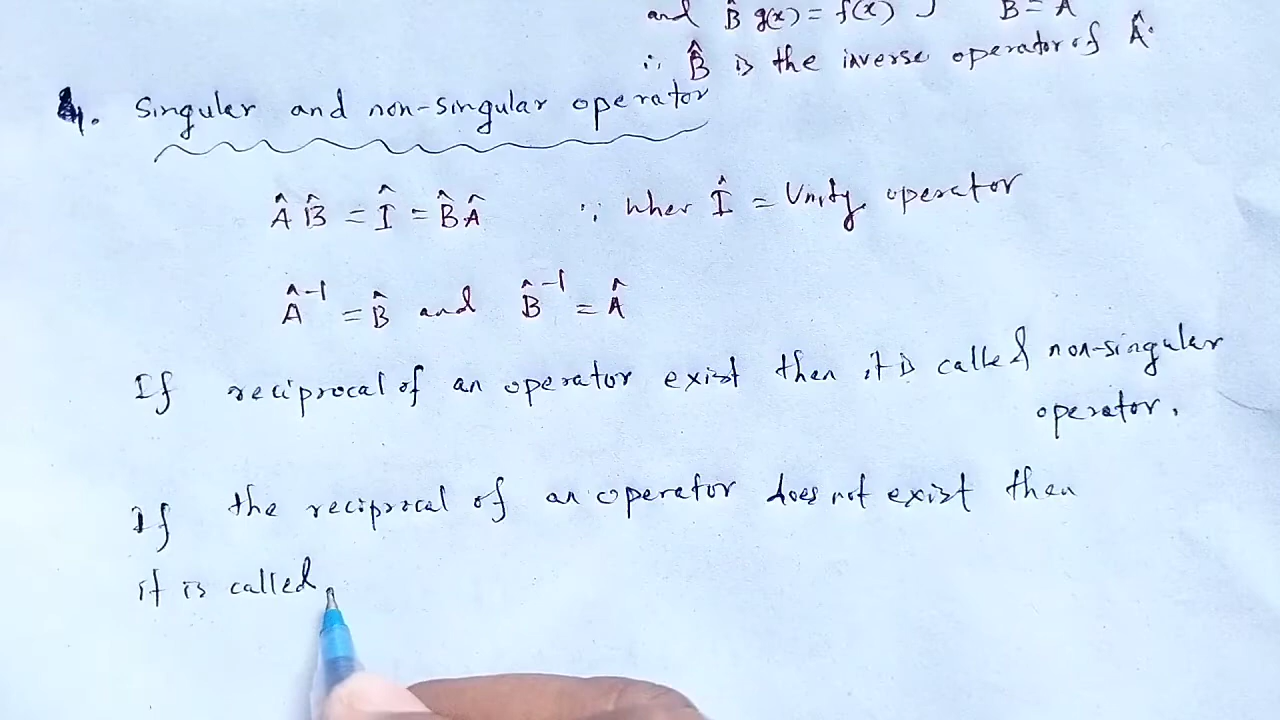 and B̂ g(x) = f(x) } B = A
∴ B̂ is the inverse operator of Â.
4. Singular and non-singular operator
Â B̂ = Î = B̂ Â ∵ wher Î = Unity operator
Â⁻¹ = B̂ and B̂⁻¹ = Â
If reciprocal of an operator exist then it is called non-singular
operator.
If the reciprocal of an operator does not exist then
it is called